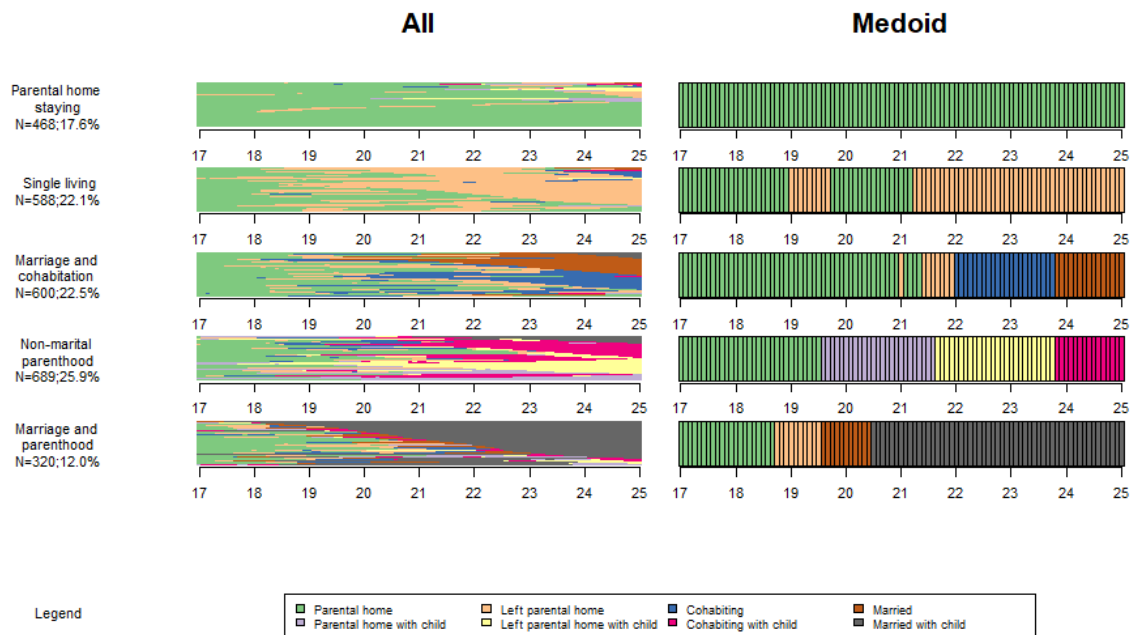 All Medoid
Parental home
staying
N=468;17.6%
17 18 19 20 21 22 23 24 25 17 18 19 20 21 22 23 24 25
Single living
N=588;22.1%
17 18 19 20 21 22 23 24 25 17 18 19 20 21 22 23 24 25
Marriage and
cohabitation
N=600;22.5%
17 18 19 20 21 22 23 24 25 17 18 19 20 21 22 23 24 25
Non-marital
parenthood
N=689;25.9%
17 18 19 20 21 22 23 24 25 17 18 19 20 21 22 23 24 25
Marriage and
parenthood
N=320;12.0%
17 18 19 20 21 22 23 24 25 17 18 19 20 21 22 23 24 25
Legend
Parental home Left parental home Cohabiting Married
Parental home with child Left parental home with child Cohabiting with child Married with child